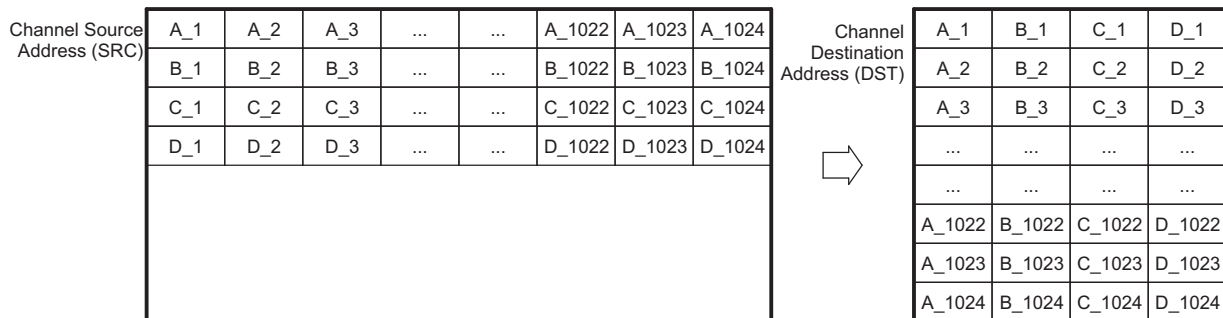 Channel Source
Address (SRC)
A_1 A_2 A_3 ... ... A_1022 A_1023 A_1024
B_1 B_2 B_3 ... ... B_1022 B_1023 B_1024
C_1 C_2 C_3 ... ... C_1022 C_1023 C_1024
D_1 D_2 D_3 ... ... D_1022 D_1023 D_1024
Channel
Destination
Address (DST)
A_1 B_1 C_1 D_1
A_2 B_2 C_2 D_2
A_3 B_3 C_3 D_3
... ... ... ...
... ... ... ...
A_1022 B_1022 C_1022 D_1022
A_1023 B_1023 C_1023 D_1023
A_1024 B_1024 C_1024 D_1024